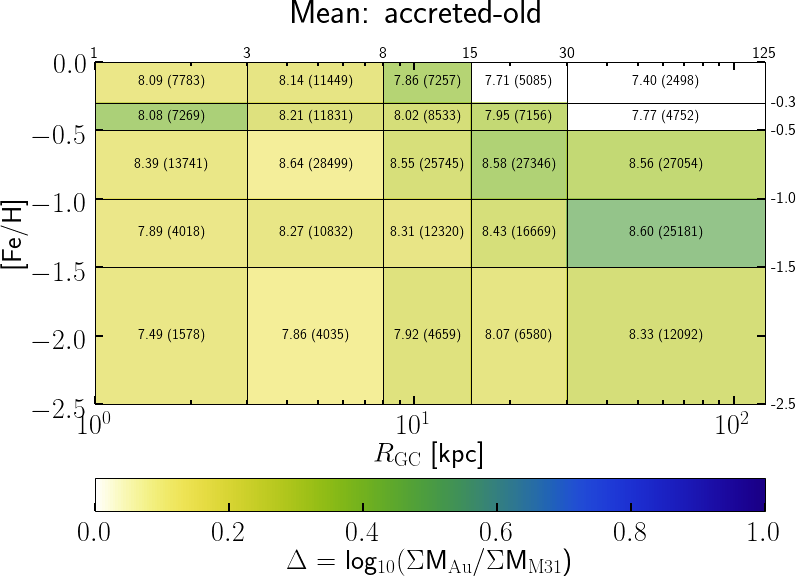 Mean: accreted-old
1 3 8 15 30 125
0.0 8.09 (7783) 8.14 (11449) 7.86 (7257) 7.71 (5085) 7.40 (2498)
-0.3
8.08 (7269) 8.21 (11831) 8.02 (8533) 7.95 (7156) 7.77 (4752)
−0.5 -0.5
8.39 (13741) 8.64 (28499) 8.55 (25745) 8.58 (27346) 8.56 (27054)
−1.0 -1.0
7.89 (4018) 8.27 (10832) 8.31 (12320) 8.43 (16669) 8.60 (25181)
−1.5 -1.5
7.49 (1578) 7.86 (4035) 7.92 (4659) 8.07 (6580) 8.33 (12092)
−2.0
−2.5 -2.5
[Fe/H]
10⁰ 10¹ 10²
R_GC [kpc]
0.0 0.2 0.4 0.6 0.8 1.0
Δ = log₁₀(ΣM_Au/ΣM_M31)